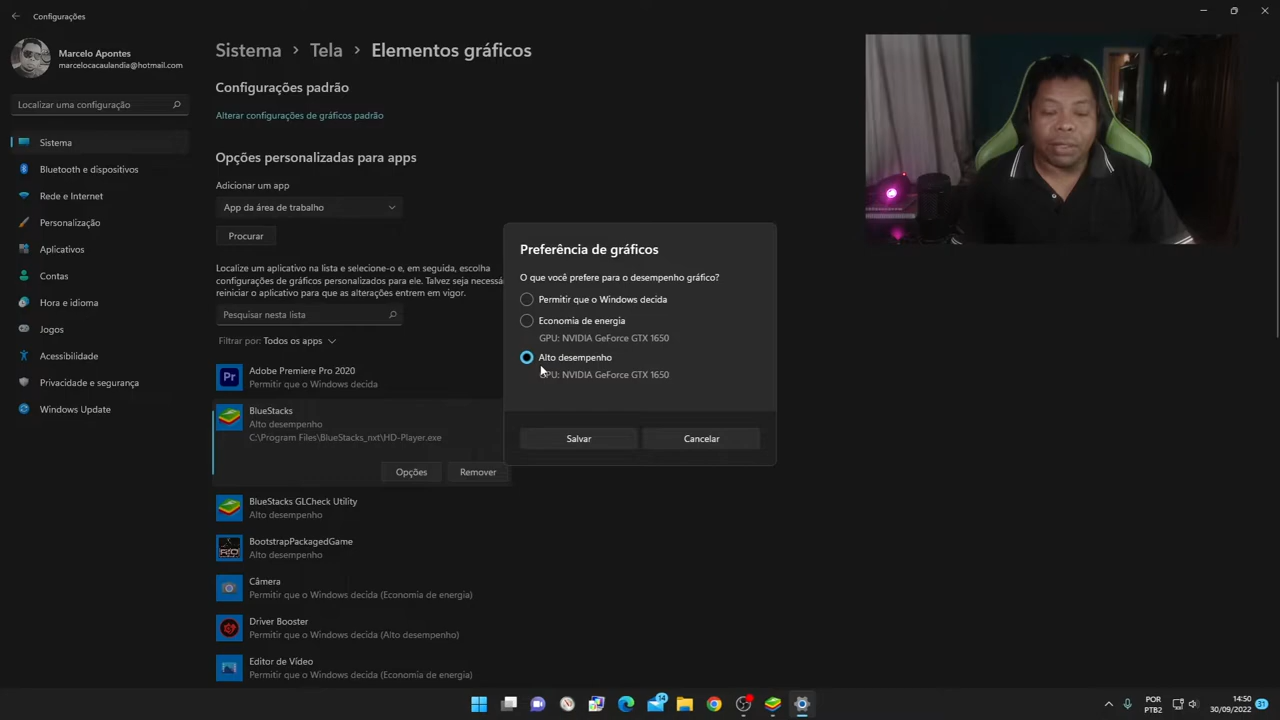 Configurações
Marcelo Apontes
marcelocacaulandia@hotmail.com
Localizar uma configuração
Sistema
Bluetooth e dispositivos
Rede e Internet
Personalização
Aplicativos
Contas
Hora e idioma
Jogos
Acessibilidade
Privacidade e segurança
Windows Update
Sistema > Tela > Elementos gráficos
Configurações padrão
Alterar configurações de gráficos padrão
Opções personalizadas para apps
Adicionar um app
App da área de trabalho
Procurar
Localize um aplicativo na lista e selecione-o e, em seguida, escolha
configurações de gráficos personalizados para ele. Talvez seja
reiniciar o aplicativo para que as alterações entrem em vigor.
Pesquisar nesta lista
Filtrar por: Todos os apps
Adobe Premiere Pro 2020
Permitir que o Windows decida
BlueStacks
Alto desempenho
C:\Program Files\BlueStacks_nxt\HD-Player.exe
Opções
Remover
BlueStacks GLCheck Utility
Alto desempenho
BootstrapPackagedGame
Alto desempenho
Câmera
Permitir que o Windows decida (Economia de energia)
Driver Booster
Permitir que o Windows decida (Alto desempenho)
Editor de Vídeo
Permitir que o Windows decida (Economia de energia)
Preferência de gráficos
O que você prefere para o desempenho gráfico?
Permitir que o Windows decida
Economia de energia
GPU: NVIDIA GeForce GTX 1650
Alto desempenho
GPU: NVIDIA GeForce GTX 1650
Salvar
Cancelar
Pr
14
POR
PTB2
14:50
30/09/2022
31